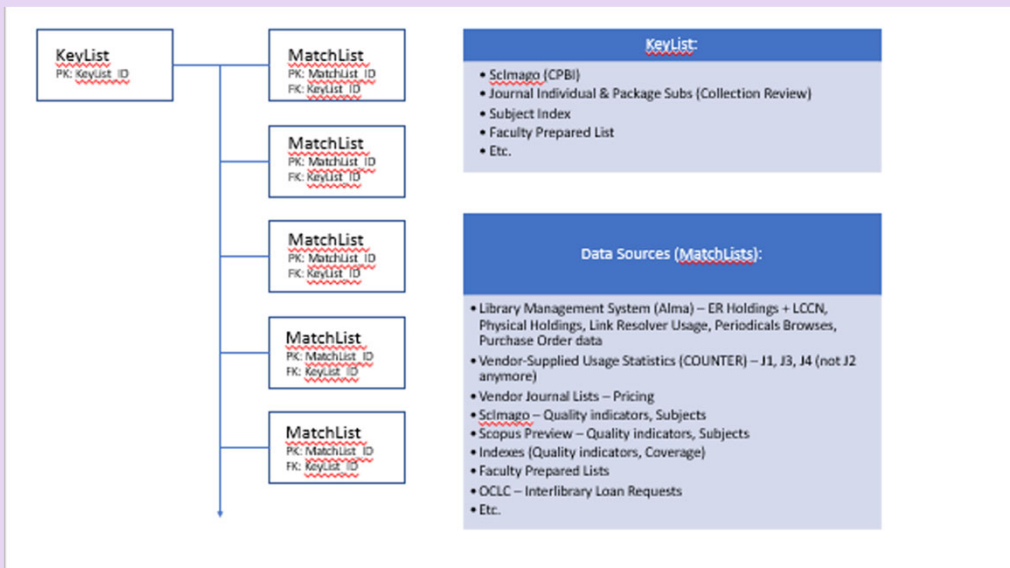 KeyList
PK: KeyList_ID
MatchList
PK: MatchList_ID
FK: KeyList_ID
MatchList
PK: MatchList_ID
FK: KeyList_ID
MatchList
PK: MatchList_ID
FK: KeyList_ID
MatchList
PK: MatchList_ID
FK: KeyList_ID
MatchList
PK: MatchList_ID
FK: KeyList_ID
KeyList:
• ScImago (CPBI)
• Journal Individual & Package Subs (Collection Review)
• Subject Index
• Faculty Prepared List
• Etc.
Data Sources (MatchLists):
• Library Management System (Alma) – ER Holdings + LCCN,
Physical Holdings, Link Resolver Usage, Periodicals Browses,
Purchase Order data
• Vendor-Supplied Usage Statistics (COUNTER) – J1, J3, J4 (not J2
anymore)
• Vendor Journal Lists – Pricing
• ScImago – Quality indicators, Subjects
• Scopus Preview – Quality indicators, Subjects
• Indexes (Quality indicators, Coverage)
• Faculty Prepared Lists
• OCLC – Interlibrary Loan Requests
• Etc.